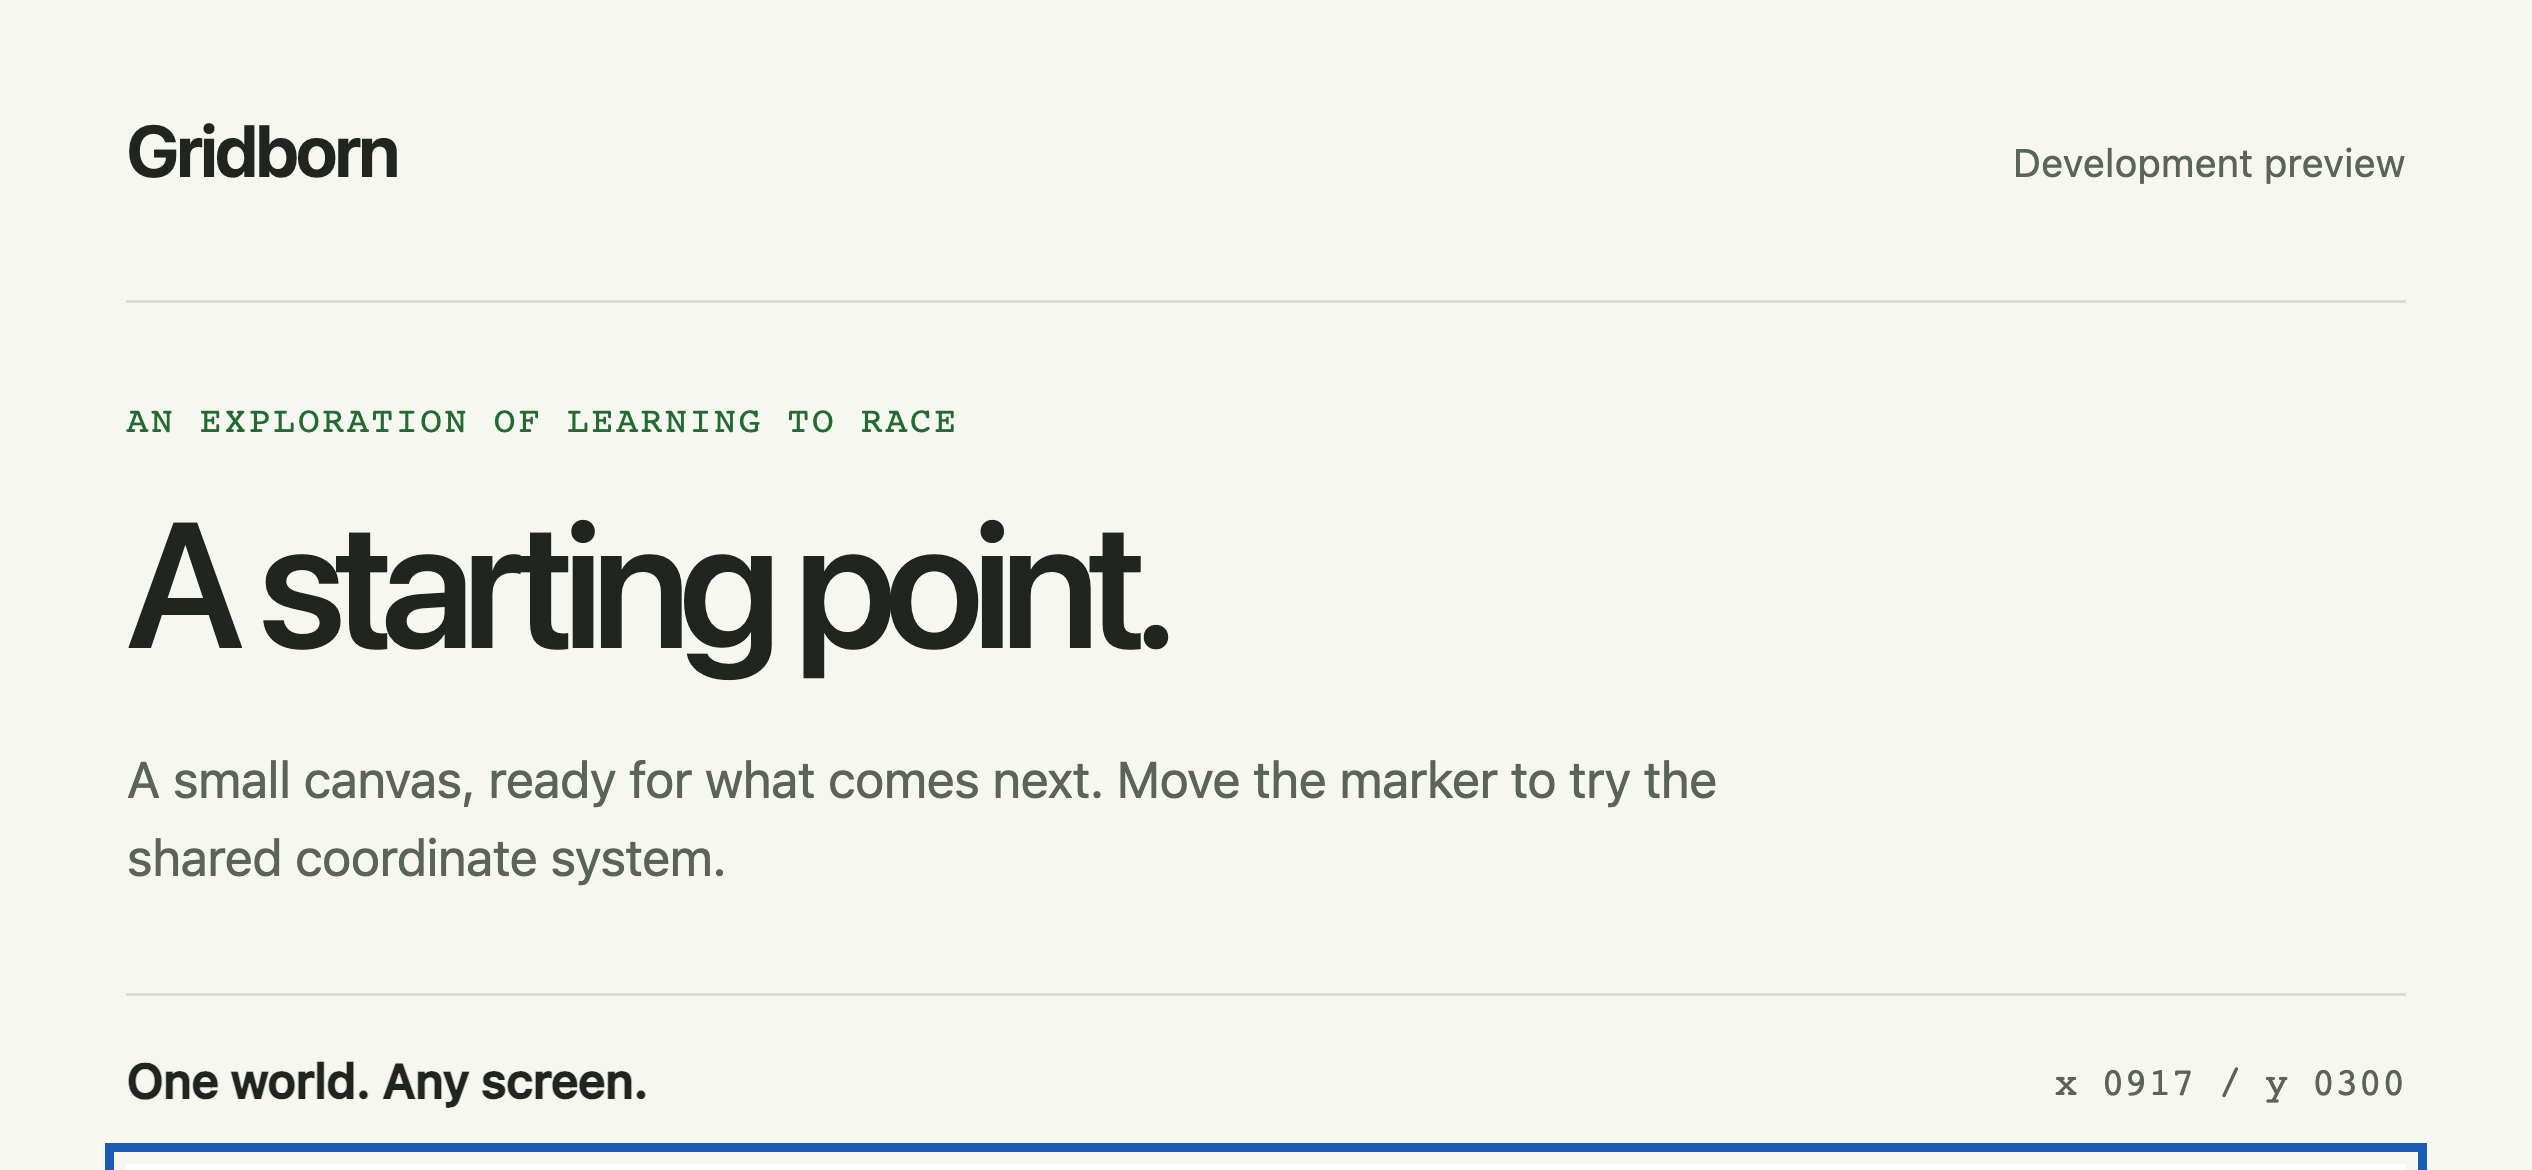 Gridborn
Development preview
AN EXPLORATION OF LEARNING TO RACE
A starting point.
A small canvas, ready for what comes next. Move the marker to try the
shared coordinate system.
One world. Any screen.
x 0917 / y 0300